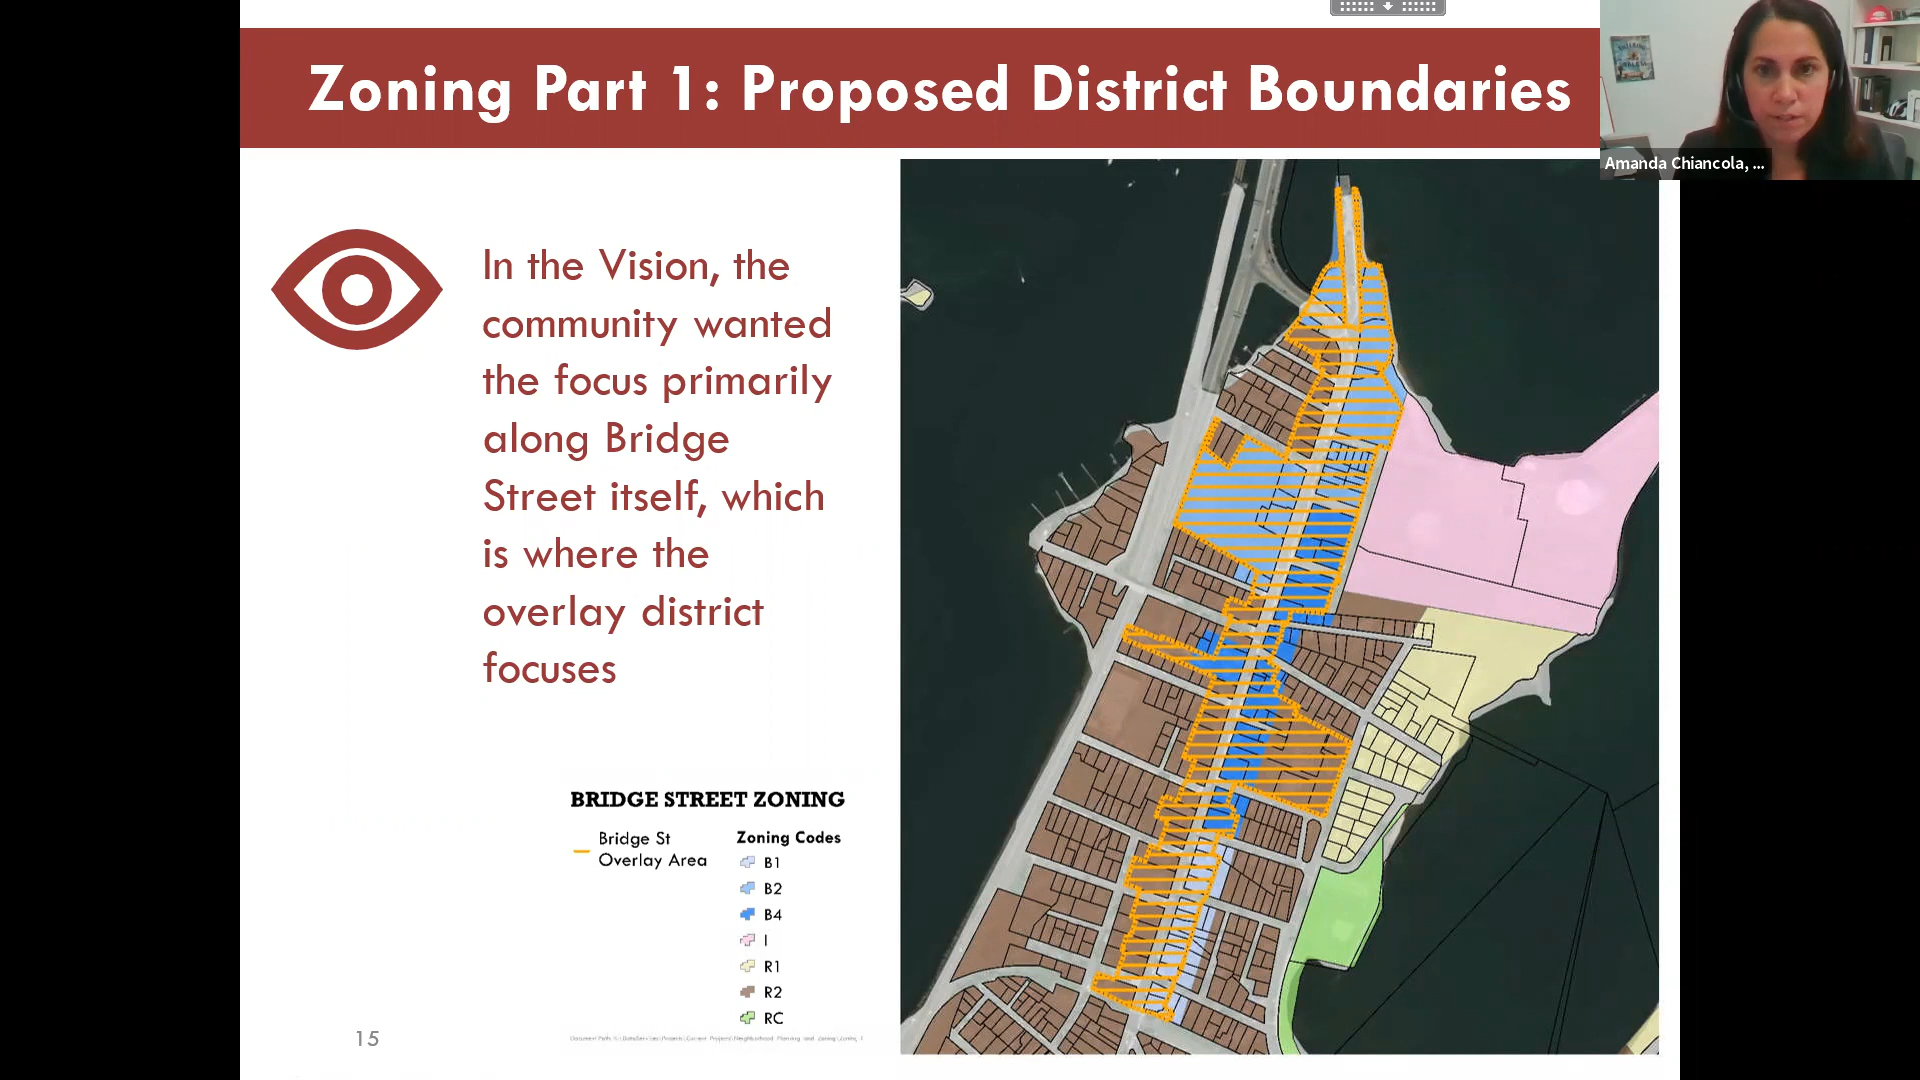 Zoning Part 1: Proposed District Boundaries
Amanda Chiancola, ...
In the Vision, the
community wanted
the focus primarily
along Bridge
Street itself, which
is where the
overlay district
focuses
BRIDGE STREET ZONING
Bridge St
Overlay Area
Zoning Codes
B1
B2
B4
I
R1
R2
RC
15